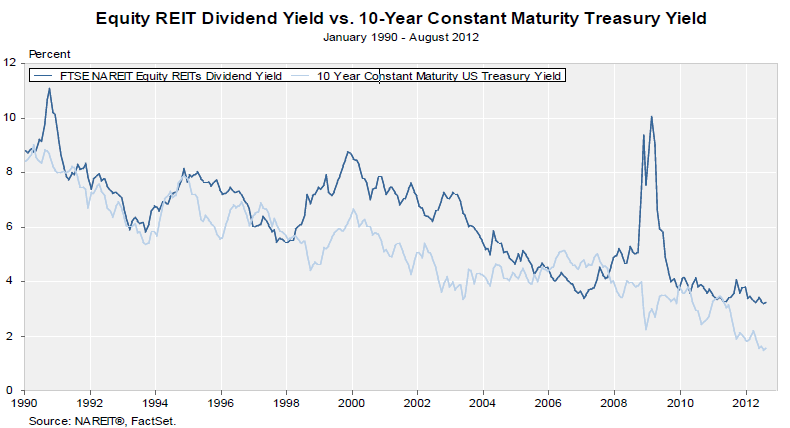 Equity REIT Dividend Yield vs. 10-Year Constant Maturity Treasury Yield
January 1990 - August 2012
Percent
FTSE NAREIT Equity REITs Dividend Yield 10 Year Constant Maturity US Treasury Yield
12
10
8
6
4
2
0
1990 1992 1994 1996 1998 2000 2002 2004 2006 2008 2010 2012
Source: NAREIT®, FactSet.